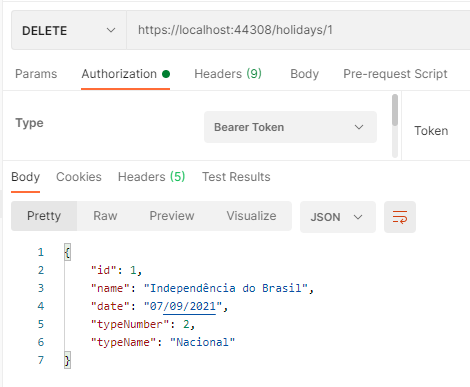 DELETE https://localhost:44308/holidays/1
Params Authorization Headers (9) Body Pre-request Script
Type Bearer Token Token
Body Cookies Headers (5) Test Results
Pretty Raw Preview Visualize JSON
1 {
2 "id": 1,
3 "name": "Independência do Brasil",
4 "date": "07/09/2021",
5 "typeNumber": 2,
6 "typeName": "Nacional"
7 }